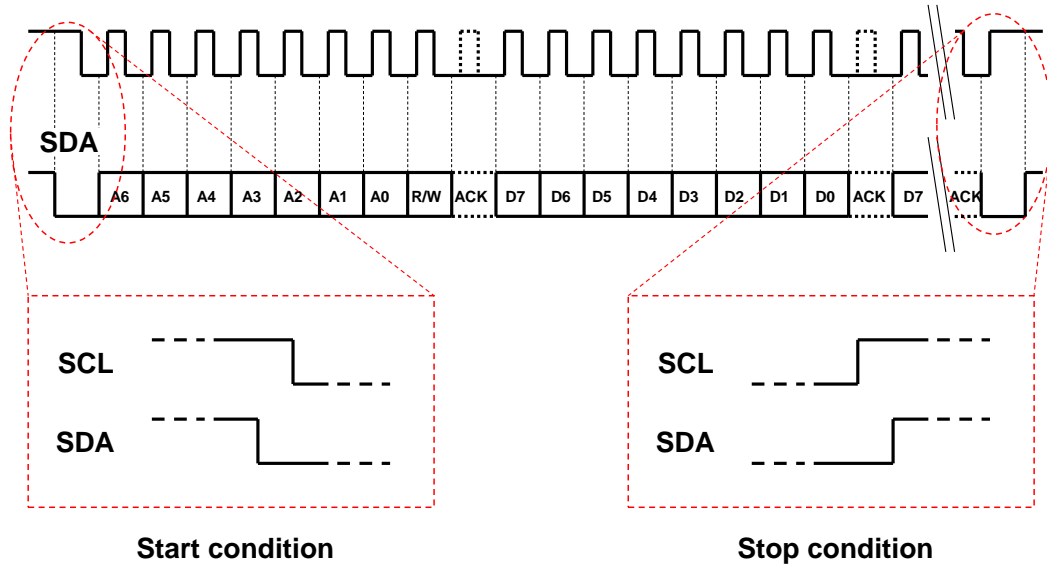 SDA
A6 A5 A4 A3 A2 A1 A0 R/W ACK D7 D6 D5 D4 D3 D2 D1 D0 ACK D7 ACK
SCL
SDA
Start condition
SCL
SDA
Stop condition